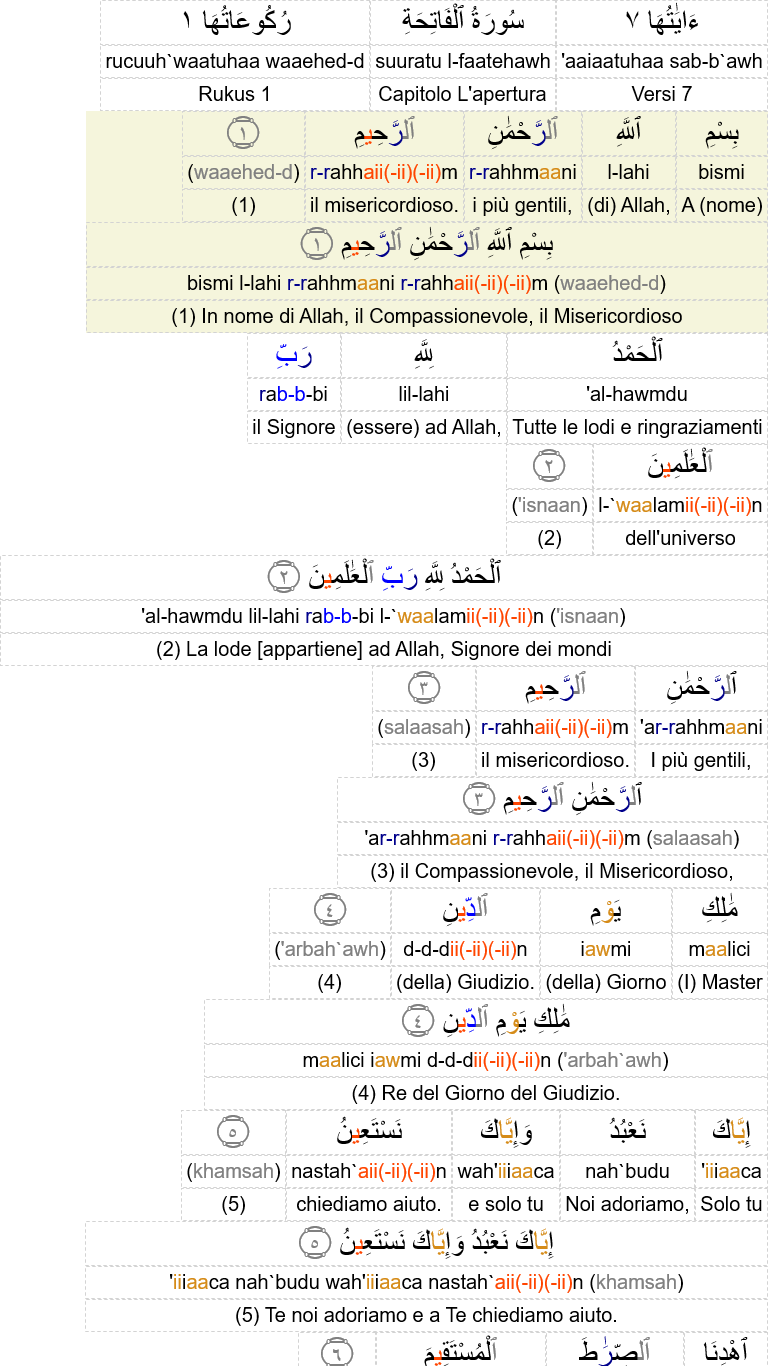 ءَايَٰتُهَا ٧ سُورَةُ ٱلْفَاتِحَةِ رُكُوعَاتُهَا ١
rucuuh`waatuhaa waaehed-d suuratu l-faatehawh 'aaiaatuhaa sab-b`awh
Rukus 1 Capitolo L'apertura Versi 7
بِسْمِ ٱللَّهِ ٱلرَّحْمَٰنِ ٱلرَّحِيمِ ١
(waaehed-d) r-rahhaii(-ii)(-ii)m r-rahhmaani l-lahi bismi
(1) il misericordioso. i più gentili, (di) Allah, A (nome)
بِسْمِ ٱللَّهِ ٱلرَّحْمَٰنِ ٱلرَّحِيمِ ١
bismi l-lahi r-rahhmaani r-rahhaii(-ii)(-ii)m (waaehed-d)
(1) In nome di Allah, il Compassionevole, il Misericordioso
ٱلْحَمْدُ لِلَّهِ رَبِّ
rab-b-bi lil-lahi 'al-hawmdu
il Signore (essere) ad Allah, Tutte le lodi e ringraziamenti
ٱلْعَٰلَمِينَ ٢
('isnaan) l-`waalamii(-ii)(-ii)n
(2) dell'universo
ٱلْحَمْدُ لِلَّهِ رَبِّ ٱلْعَٰلَمِينَ ٢
'al-hawmdu lil-lahi rab-b-bi l-`waalamii(-ii)(-ii)n ('isnaan)
(2) La lode [appartiene] ad Allah, Signore dei mondi
ٱلرَّحْمَٰنِ ٱلرَّحِيمِ ٣
(salaasah) r-rahhaii(-ii)(-ii)m 'ar-rahhmaani
(3) il misericordioso. I più gentili,
ٱلرَّحْمَٰنِ ٱلرَّحِيمِ ٣
'ar-rahhmaani r-rahhaii(-ii)(-ii)m (salaasah)
(3) il Compassionevole, il Misericordioso,
مَٰلِكِ يَوْمِ ٱلدِّينِ ٤
('arbah`awh) d-d-dii(-ii)(-ii)n iawmi maalici
(4) (della) Giudizio. (della) Giorno (I) Master
مَٰلِكِ يَوْمِ ٱلدِّينِ ٤
maalici iawmi d-d-dii(-ii)(-ii)n ('arbah`awh)
(4) Re del Giorno del Giudizio.
إِيَّاكَ نَعْبُدُ وَإِيَّاكَ نَسْتَعِينُ ٥
(khamsah) nastah`aii(-ii)(-ii)n wah'iiiaaca nah`budu 'iiiaaca
(5) chiediamo aiuto. e solo tu Noi adoriamo, Solo tu
إِيَّاكَ نَعْبُدُ وَإِيَّاكَ نَسْتَعِينُ ٥
'iiiaaca nah`budu wah'iiiaaca nastah`aii(-ii)(-ii)n (khamsah)
(5) Te noi adoriamo e a Te chiediamo aiuto.
ٱهْدِنَا ٱلصِّرَٰطَ ٱلْمُسْتَقِيمَ ٦